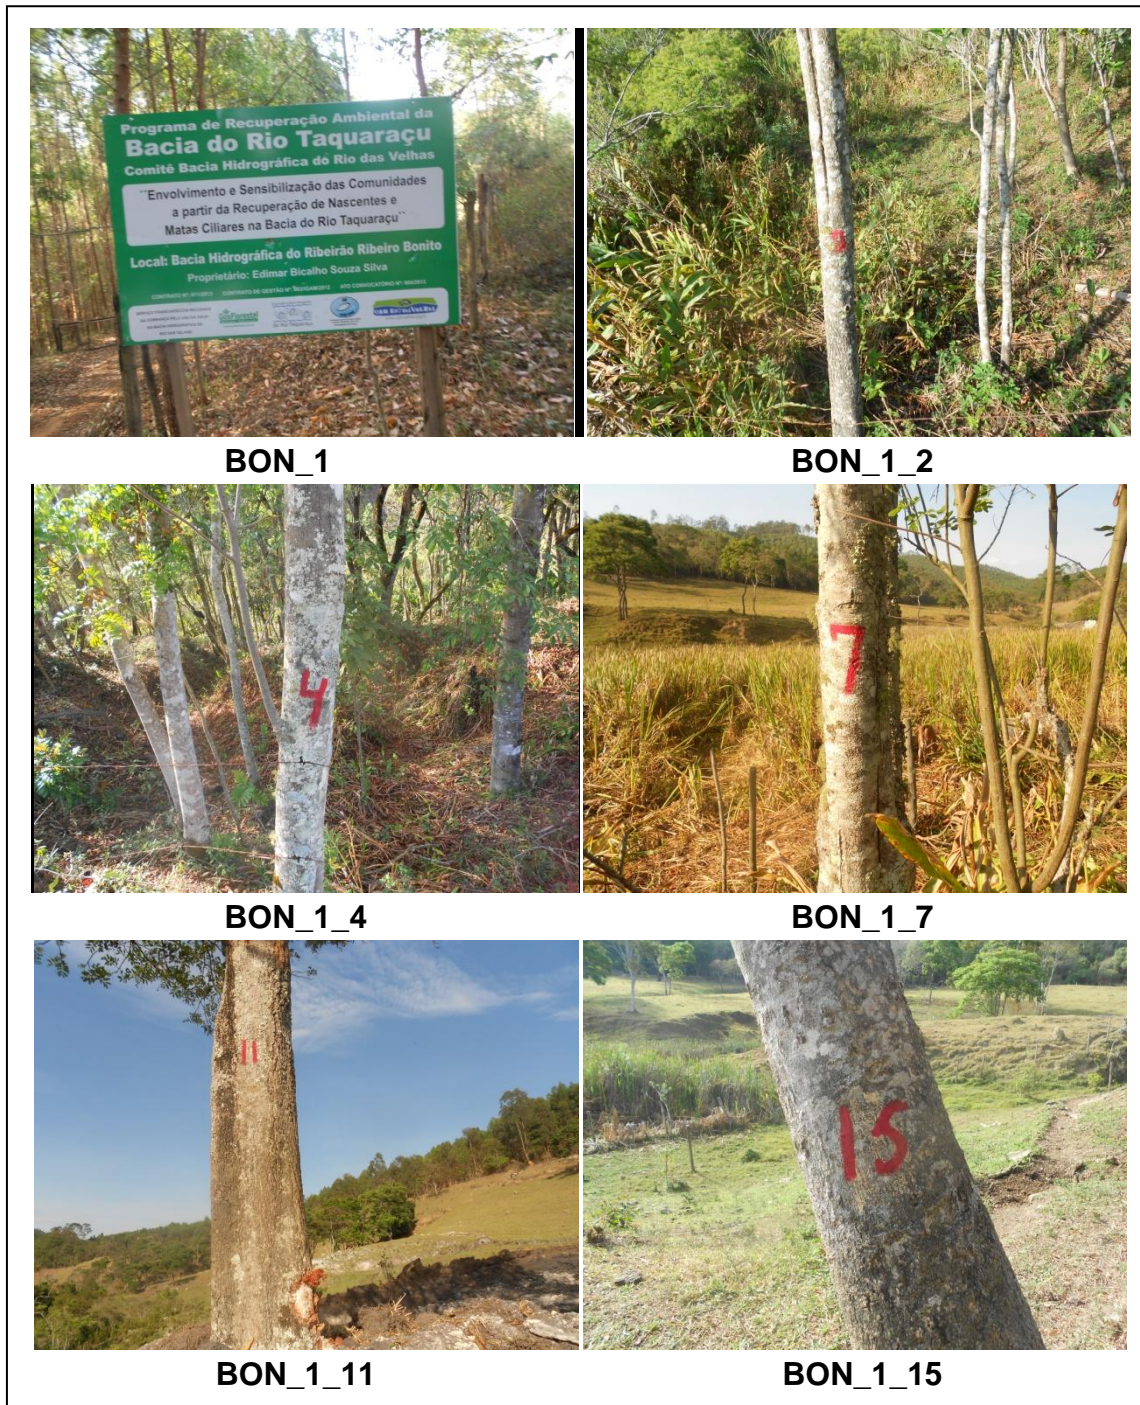 Programa de Recuperação Ambiental da
Bacia do Rio Taquaraçu
Comitê Bacia Hidrográfica do Rio das Velhas
"Envolvimento e Sensibilização das Comunidades
a partir da Recuperação de Nascentes e
Matas Ciliares na Bacia do Rio Taquaraçu"
Local: Bacia Hidrográfica do Ribeirão Ribeiro Bonito
Proprietário: Edimar Bicalho Souza Silva
BON_1
BON_1_2
4
7
BON_1_4
BON_1_7
11
15
BON_1_11
BON_1_15